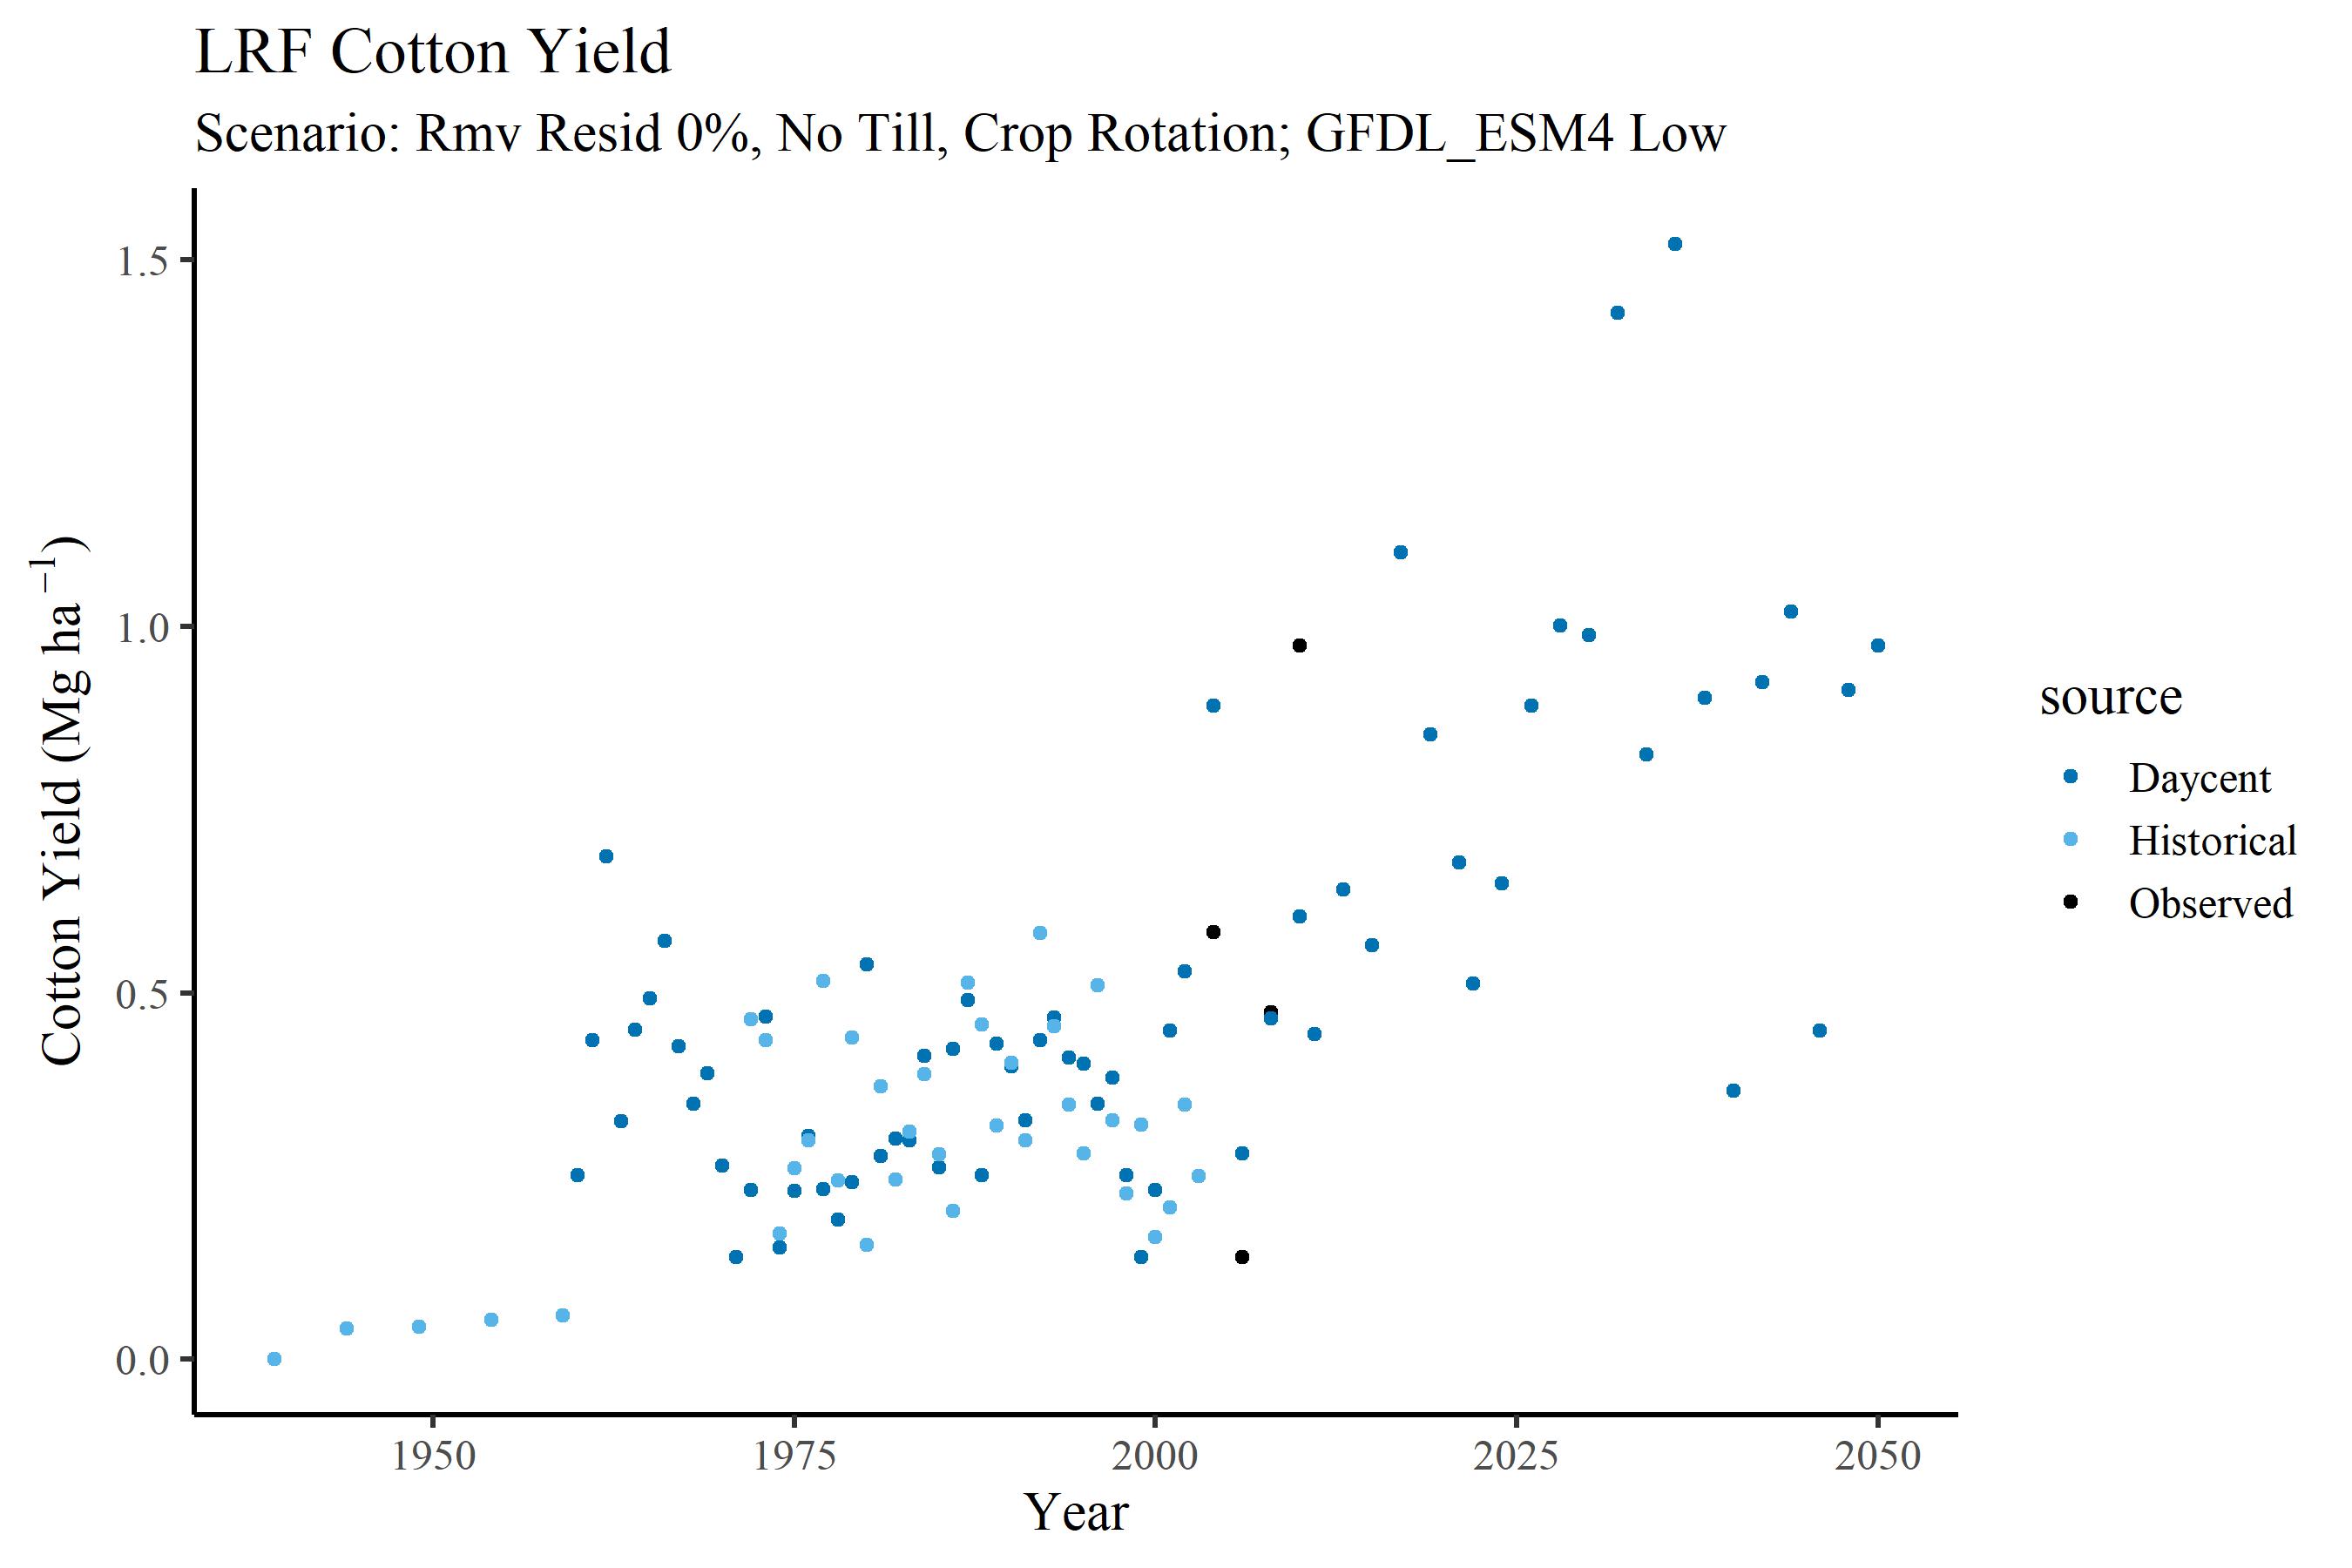 LRF Cotton Yield
Scenario: Rmv Resid 0%, No Till, Crop Rotation; GFDL_ESM4 Low
Cotton Yield (Mg ha⁻¹)
1.5
1.0
0.5
0.0
1950 1975 2000 2025 2050
Year
source
Daycent
Historical
Observed